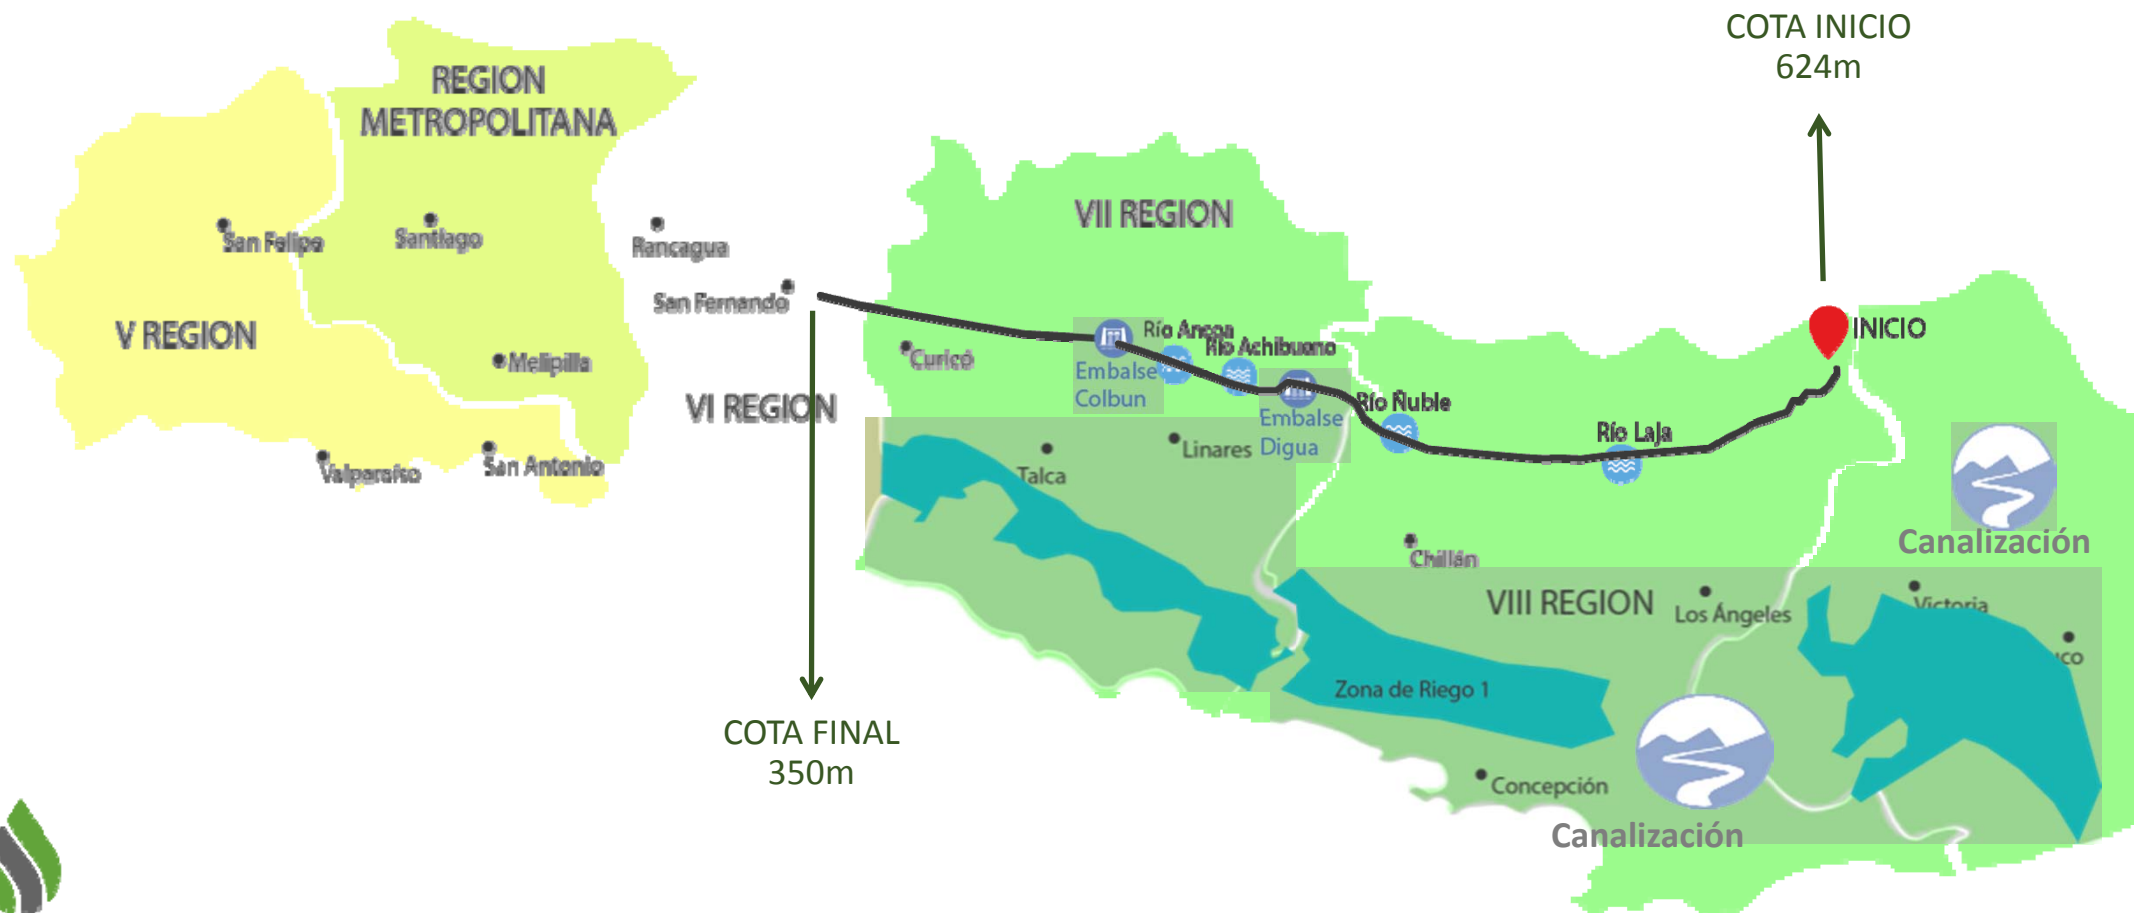 COTA INICIO
624m
REGION
METROPOLITANA
VII REGION
San Felipe
Santiago
Rancagua
San Fernando
V REGION
INICIO
Río Ancoa
Río Achibueno
Melipilla
Curicó
Embalse
Colbun
VI REGION
Embalse
Digua
Río Ñuble
Río Laja
Valparaíso
San Antonio
Talca
Linares
Chillán
Canalización
VIII REGION
Los Ángeles
Victoria
uco
Zona de Riego 1
COTA FINAL
350m
Concepción
Canalización